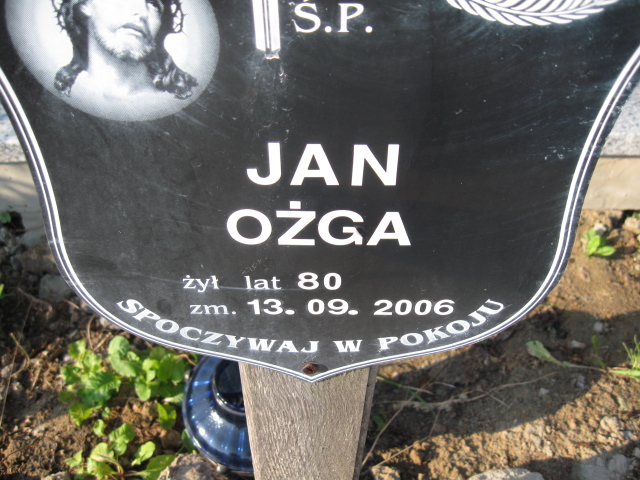 Ś.P.
JAN
OŻGA
żył lat 80
zm. 13. 09. 2006
SPOCZYWAJ W POKOJU